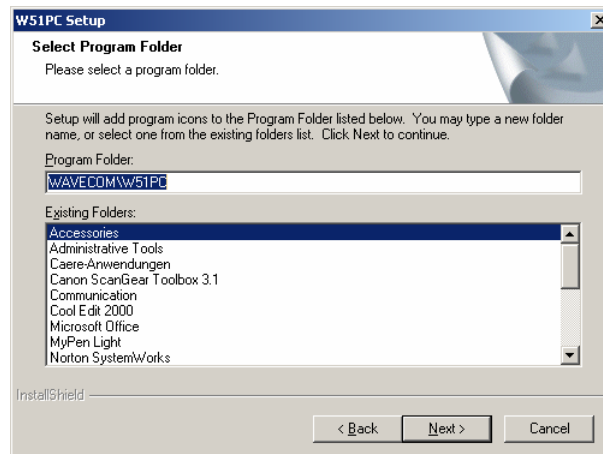 W51PC Setup
Select Program Folder
Please select a program folder.
Setup will add program icons to the Program Folder listed below. You may type a new folder
name, or select one from the existing folders list. Click Next to continue.
Program Folder:
WAVECOM\W51PC
Existing Folders:
Accessories
Administrative Tools
Caere-Anwendungen
Canon ScanGear Toolbox 3.1
Communication
Cool Edit 2000
Microsoft Office
MyPen Light
Norton SystemWorks
InstallShield
< Back
Next >
Cancel